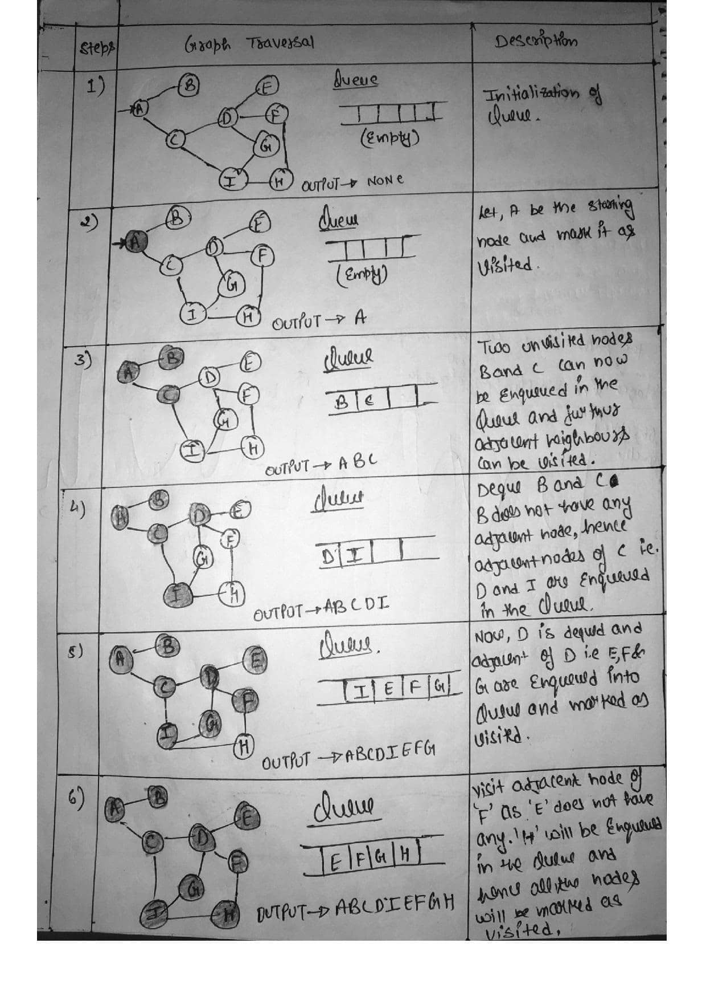 Steps Graph Traversal Description
1)
A B C D E F G I H
Queue
(Empty)
OUTPUT → NONE
Initialization of
Queue.
2)
A B C D E F G I H
Queue
(Empty)
OUTPUT → A
Let, A be the starting
node and mark it as
visited.
3)
A B C D E F G I H
Queue
B C
OUTPUT → A B C
Two unvisited nodes
B and C can now
be Enqueued in the
Queue and
adjacent neighbours
can be visited.
4)
A B C D E F G I H
Queue
D I
OUTPUT → A B C D I
Deque B and C
B does not have any
adjacent node, hence
adjacent nodes of C ie.
D and I are Enqueued
in the Queue.
5)
A B C D E F G I H
Queue.
I E F G
OUTPUT → ABCDIEFG
Now, D is dequed and
adjacent of D i.e E,F &
G are Enqueued into
Queue and marked as
visited.
6)
A B C D E F G I H
Queue
E F G H
OUTPUT → ABCDIEFGH
visit adjacent node of
'F' as 'E' does not have
any. 'H' will be Enqueued
in the Queue and
hence all the nodes
will be marked as
visited.